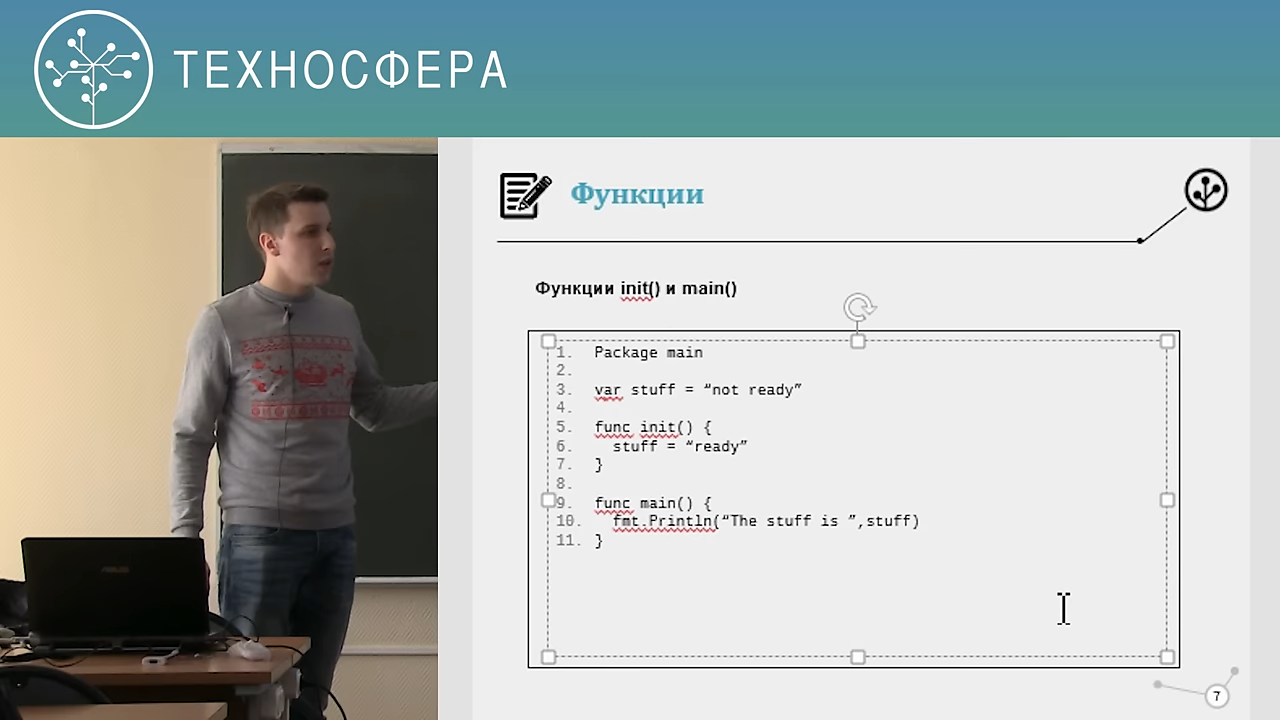 ТЕХНОСФЕРА
Функции
Функции init() и main()
1. Package main
2.
3. var stuff = “not ready”
4.
5. func init() {
6. stuff = “ready”
7. }
8.
9. func main() {
10. fmt.Println(“The stuff is ”,stuff)
11. }
7
ASUS